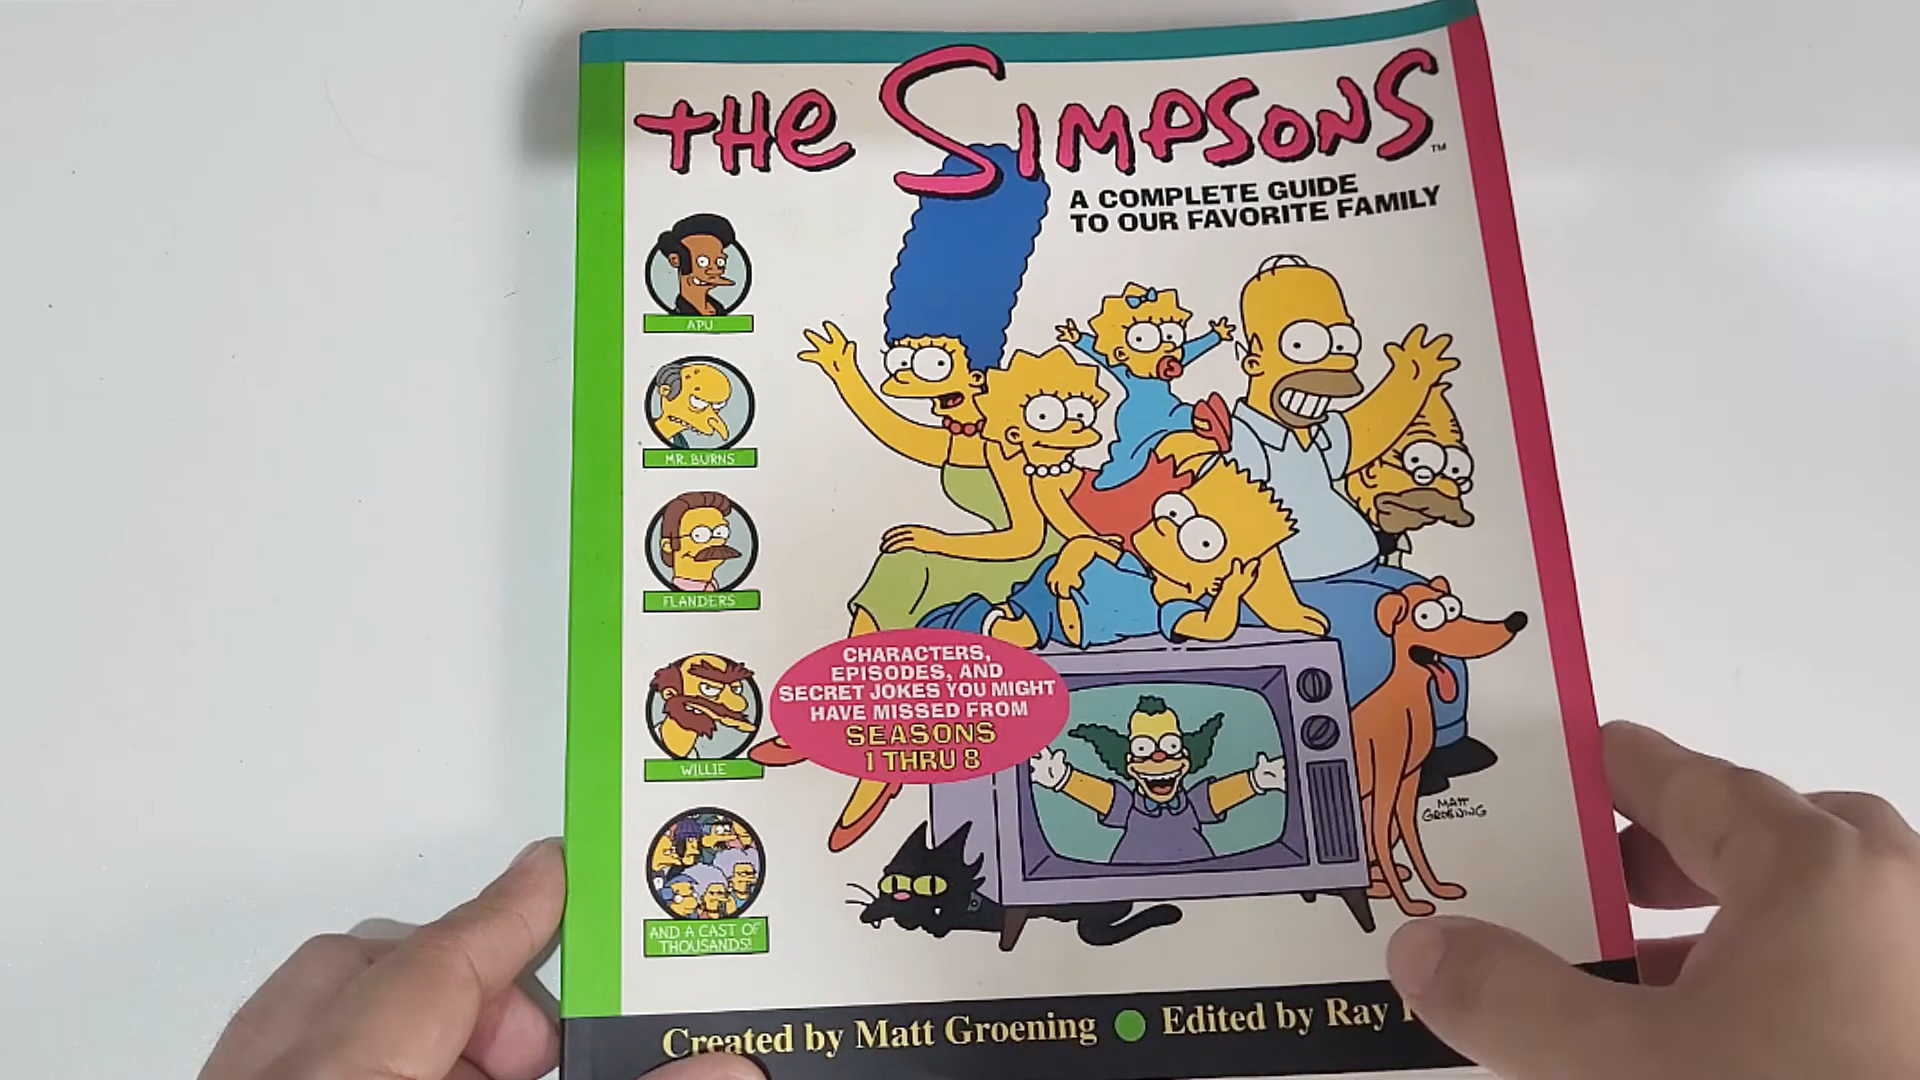 THE SIMPSONS™
A COMPLETE GUIDE
TO OUR FAVORITE FAMILY
APU
MR. BURNS
FLANDERS
WILLIE
AND A CAST OF
THOUSANDS!
CHARACTERS,
EPISODES, AND
SECRET JOKES YOU MIGHT
HAVE MISSED FROM
SEASONS
1 THRU 8
MATT
GROENING
Created by Matt Groening ● Edited by Ray